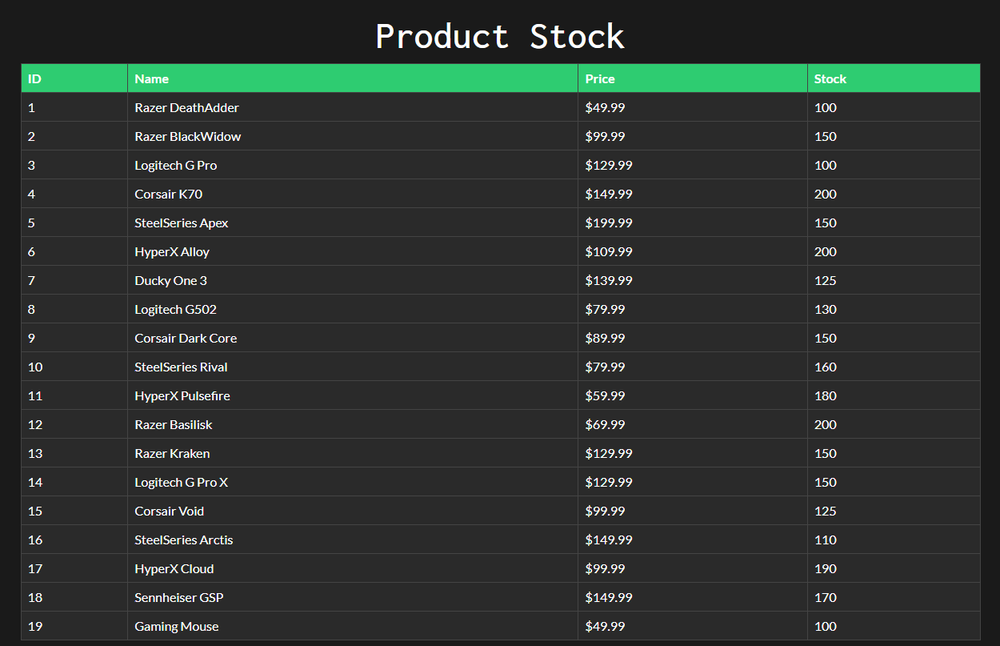 Product Stock
ID Name Price Stock
1 Razer DeathAdder $49.99 100
2 Razer BlackWidow $99.99 150
3 Logitech G Pro $129.99 100
4 Corsair K70 $149.99 200
5 SteelSeries Apex $199.99 150
6 HyperX Alloy $109.99 200
7 Ducky One 3 $139.99 125
8 Logitech G502 $79.99 130
9 Corsair Dark Core $89.99 150
10 SteelSeries Rival $79.99 160
11 HyperX Pulsefire $59.99 180
12 Razer Basilisk $69.99 200
13 Razer Kraken $129.99 150
14 Logitech G Pro X $129.99 150
15 Corsair Void $99.99 125
16 SteelSeries Arctis $149.99 110
17 HyperX Cloud $99.99 190
18 Sennheiser GSP $149.99 170
19 Gaming Mouse $49.99 100